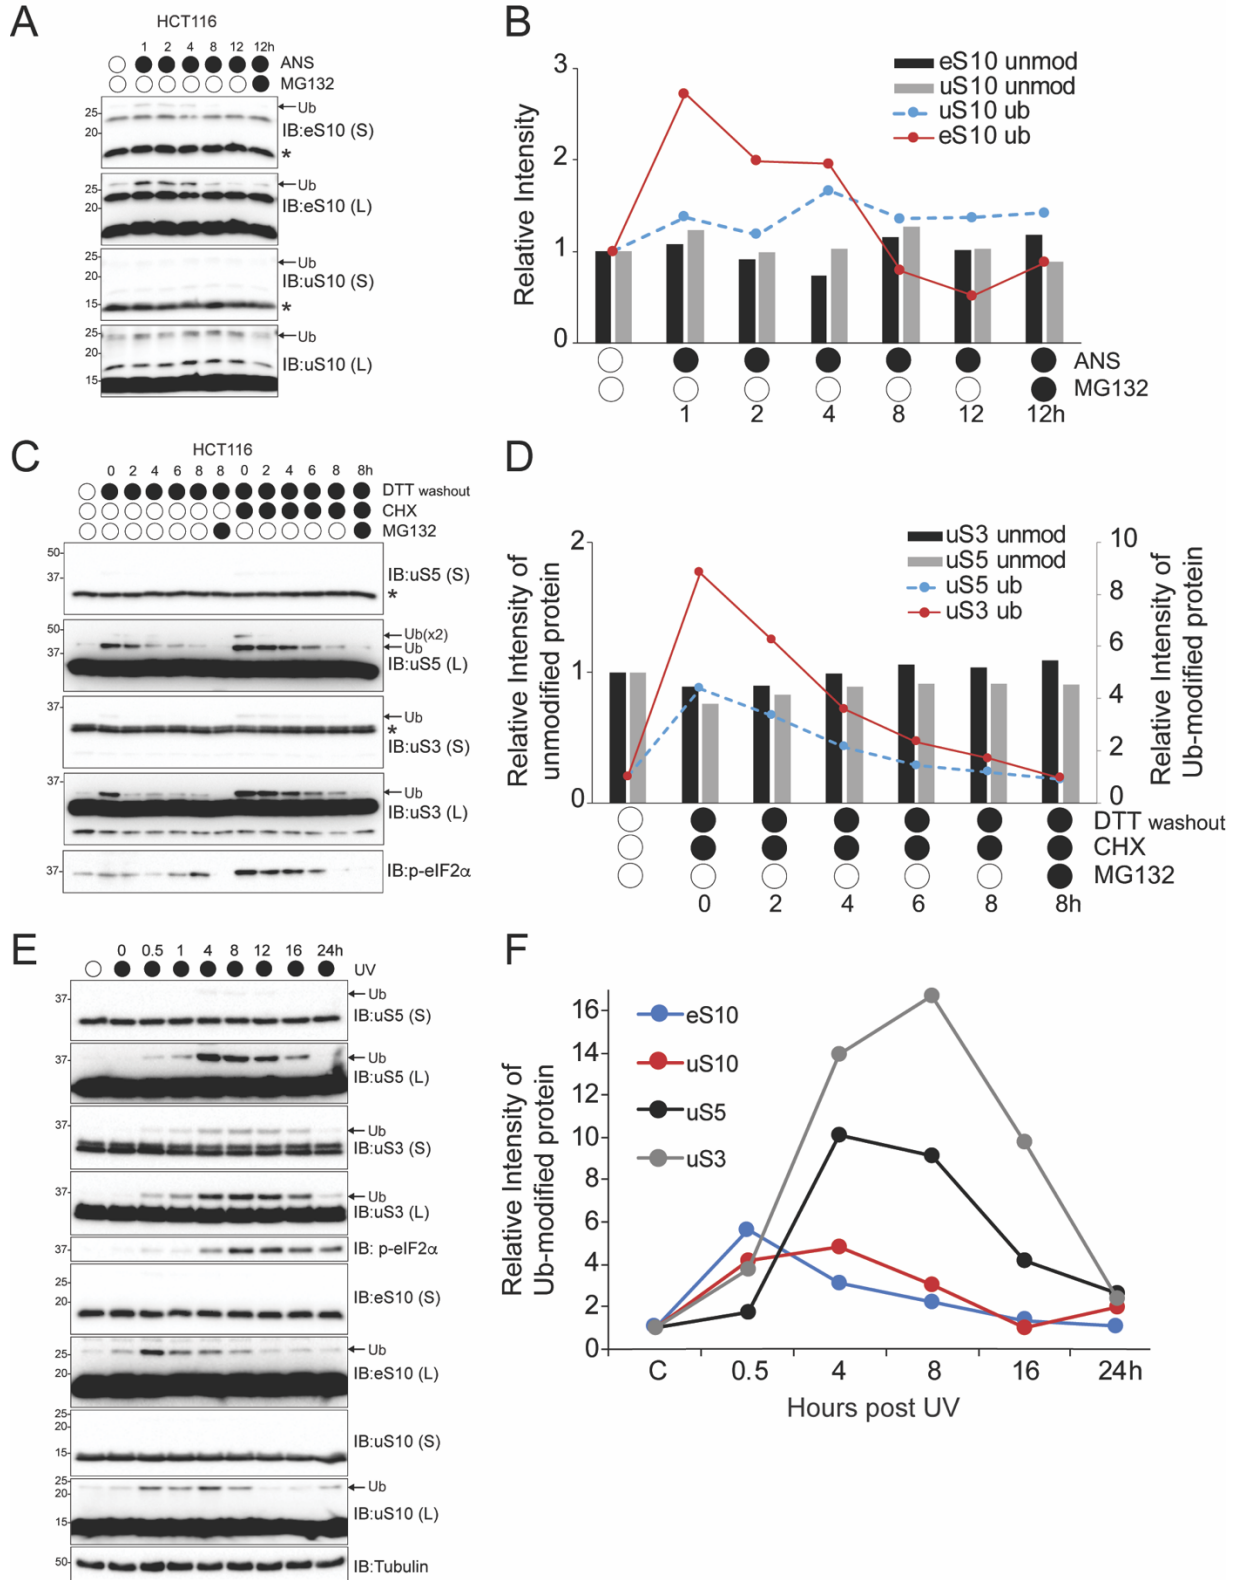 A
HCT116
1 2 4 8 12 12h
ANS
MG132
25-
20-
←Ub
IB:eS10 (S)
*
25-
20-
←Ub
IB:eS10 (L)
25-
20-
15-
←Ub
IB:uS10 (S)
*
25-
20-
15-
←Ub
IB:uS10 (L)
B
Relative Intensity
3
2
1
0
eS10 unmod
uS10 unmod
uS10 ub
eS10 ub
ANS
MG132
1 2 4 8 12 12h
C
HCT116
0 2 4 6 8 8 0 2 4 6 8 8h
DTT washout
CHX
MG132
50-
37-
IB:uS5 (S)
*
50-
37-
←Ub(x2)
←Ub
IB:uS5 (L)
37-
←Ub
*
IB:uS3 (S)
37-
←Ub
IB:uS3 (L)
37-
IB:p-eIF2α
D
Relative Intensity of
unmodified protein
2
1
0
uS3 unmod
uS5 unmod
uS5 ub
uS3 ub
10
8
6
4
2
0
Relative Intensity of
Ub-modified protein
DTT washout
CHX
MG132
0 2 4 6 8 8h
E
0 0.5 1 4 8 12 16 24h
UV
37-
←Ub
IB:uS5 (S)
37-
←Ub
IB:uS5 (L)
37-
←Ub
IB:uS3 (S)
37-
←Ub
IB:uS3 (L)
37-
IB: p-eIF2α
25-
20-
IB:eS10 (S)
25-
20-
←Ub
IB:eS10 (L)
25-
20-
15-
IB:uS10 (S)
25-
20-
15-
←Ub
IB:uS10 (L)
50-
IB:Tubulin
F
Relative Intensity of
Ub-modified protein
16
14
12
10
8
6
4
2
0
eS10
uS10
uS5
uS3
C 0.5 4 8 16 24h
Hours post UV